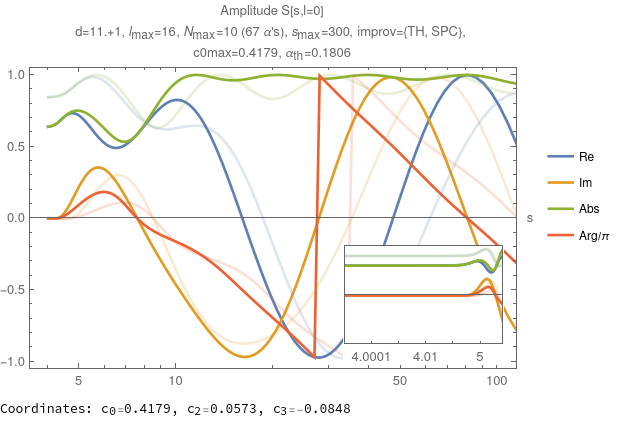 Amplitude S[s,l=0]
d=11.+1, lmax=16, Nmax=10 (67 α's), smax=300, improv={TH, SPC},
c0max=0.4179, αth=0.1806
1.0
0.5
0.0
−0.5
−1.0
5
10
50
100
s
4.0001
4.01
5
Re
Im
Abs
Arg/π
Coordinates: c0=0.4179, c2=0.0573, c3=-0.0848